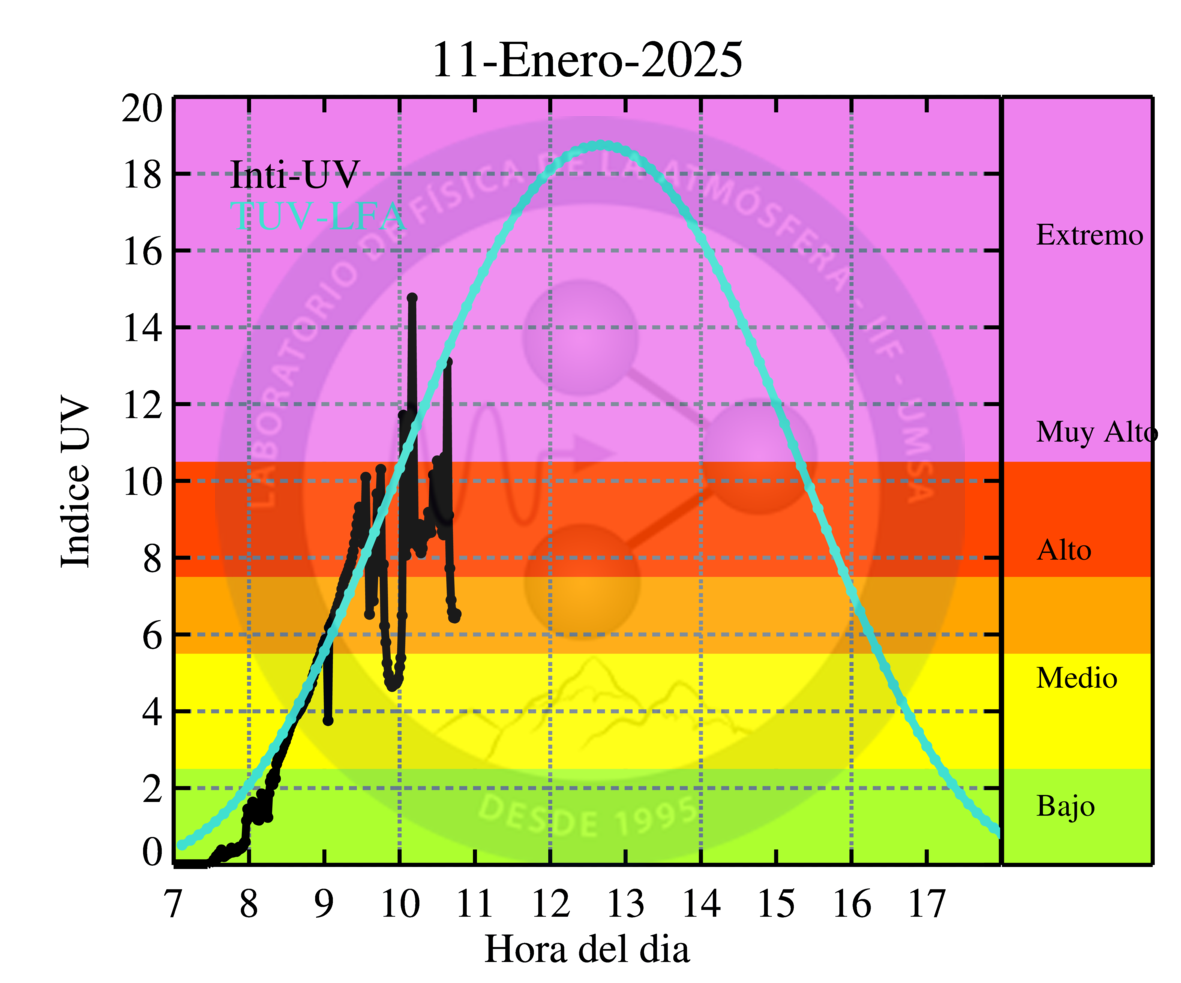 11-Enero-2025
Inti-UV
TUV-LFA
LABORATORIO DE FÍSICA DE LA ATMÓSFERA - IIF - UMSA
DESDE 1995
Indice UV
20
18
16
14
12
10
8
6
4
2
0
Extremo
Muy Alto
Alto
Medio
Bajo
7 8 9 10 11 12 13 14 15 16 17
Hora del dia